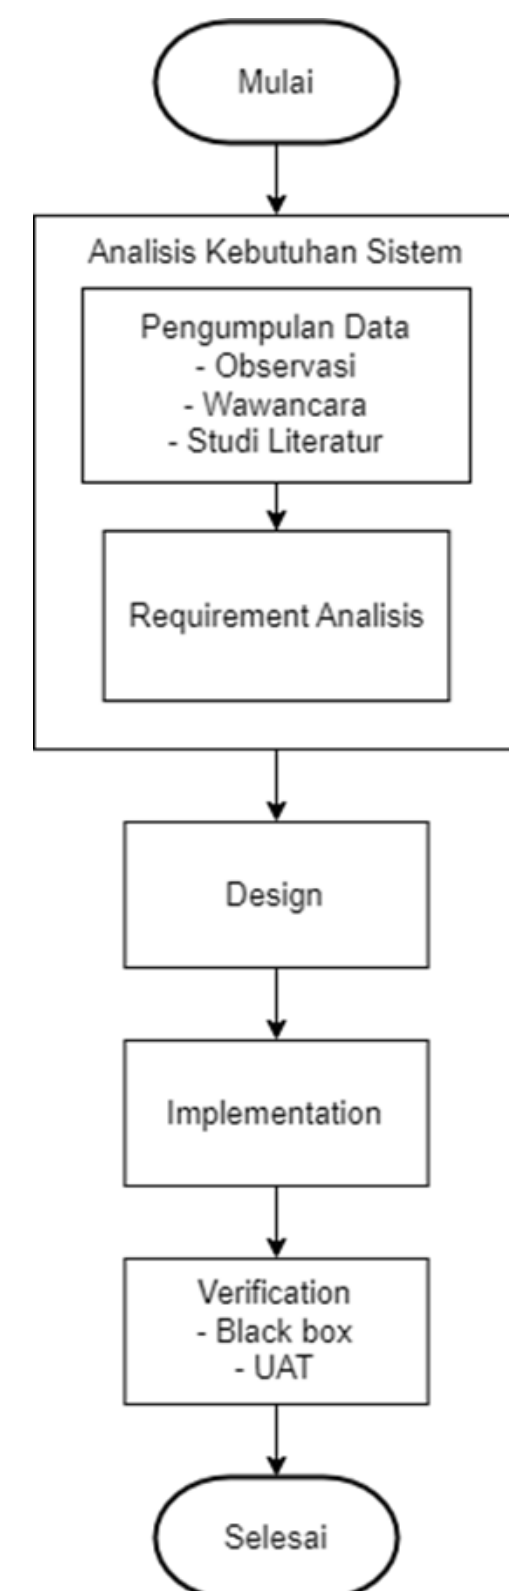 Mulai
Analisis Kebutuhan Sistem
Pengumpulan Data
- Observasi
- Wawancara
- Studi Literatur
Requirement Analisis
Design
Implementation
Verification
- Black box
- UAT
Selesai